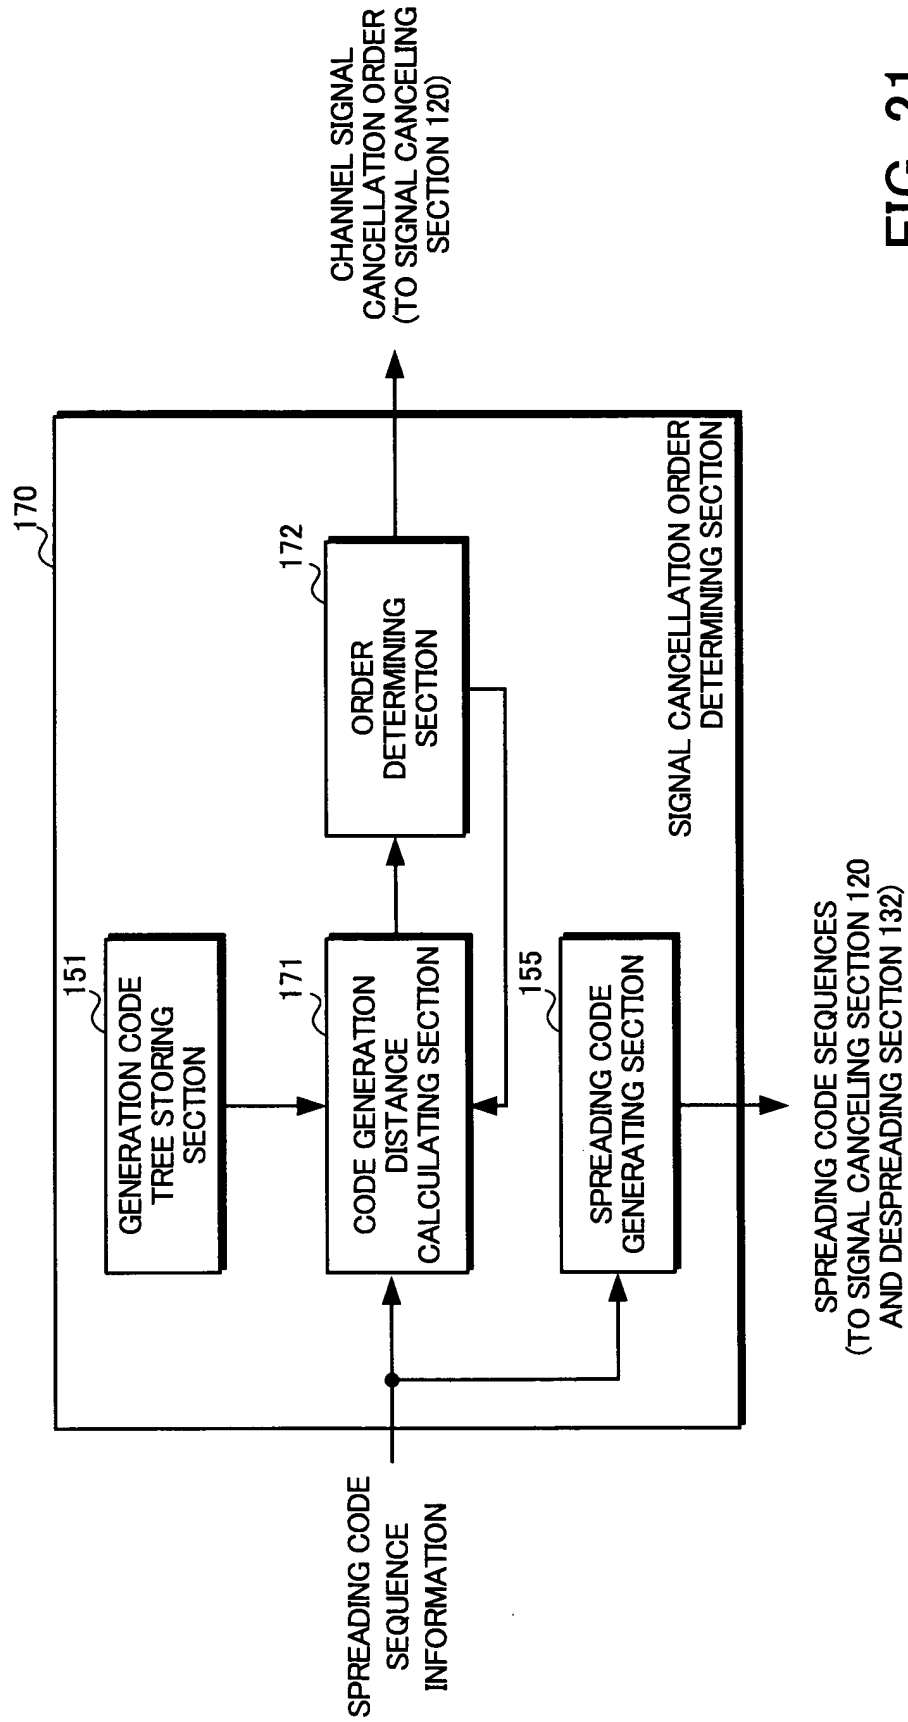 170
151
GENERATION CODE
TREE STORING
SECTION
171
CODE GENERATION
DISTANCE
CALCULATING SECTION
172
ORDER
DETERMINING
SECTION
155
SPREADING CODE
GENERATING SECTION
SIGNAL CANCELLATION ORDER
DETERMINING SECTION
SPREADING CODE
SEQUENCE
INFORMATION
CHANNEL SIGNAL
CANCELLATION ORDER
(TO SIGNAL CANCELING
SECTION 120)
SPREADING CODE SEQUENCES
(TO SIGNAL CANCELING SECTION 120
AND DESPREADING SECTION 132)
FIG. 21